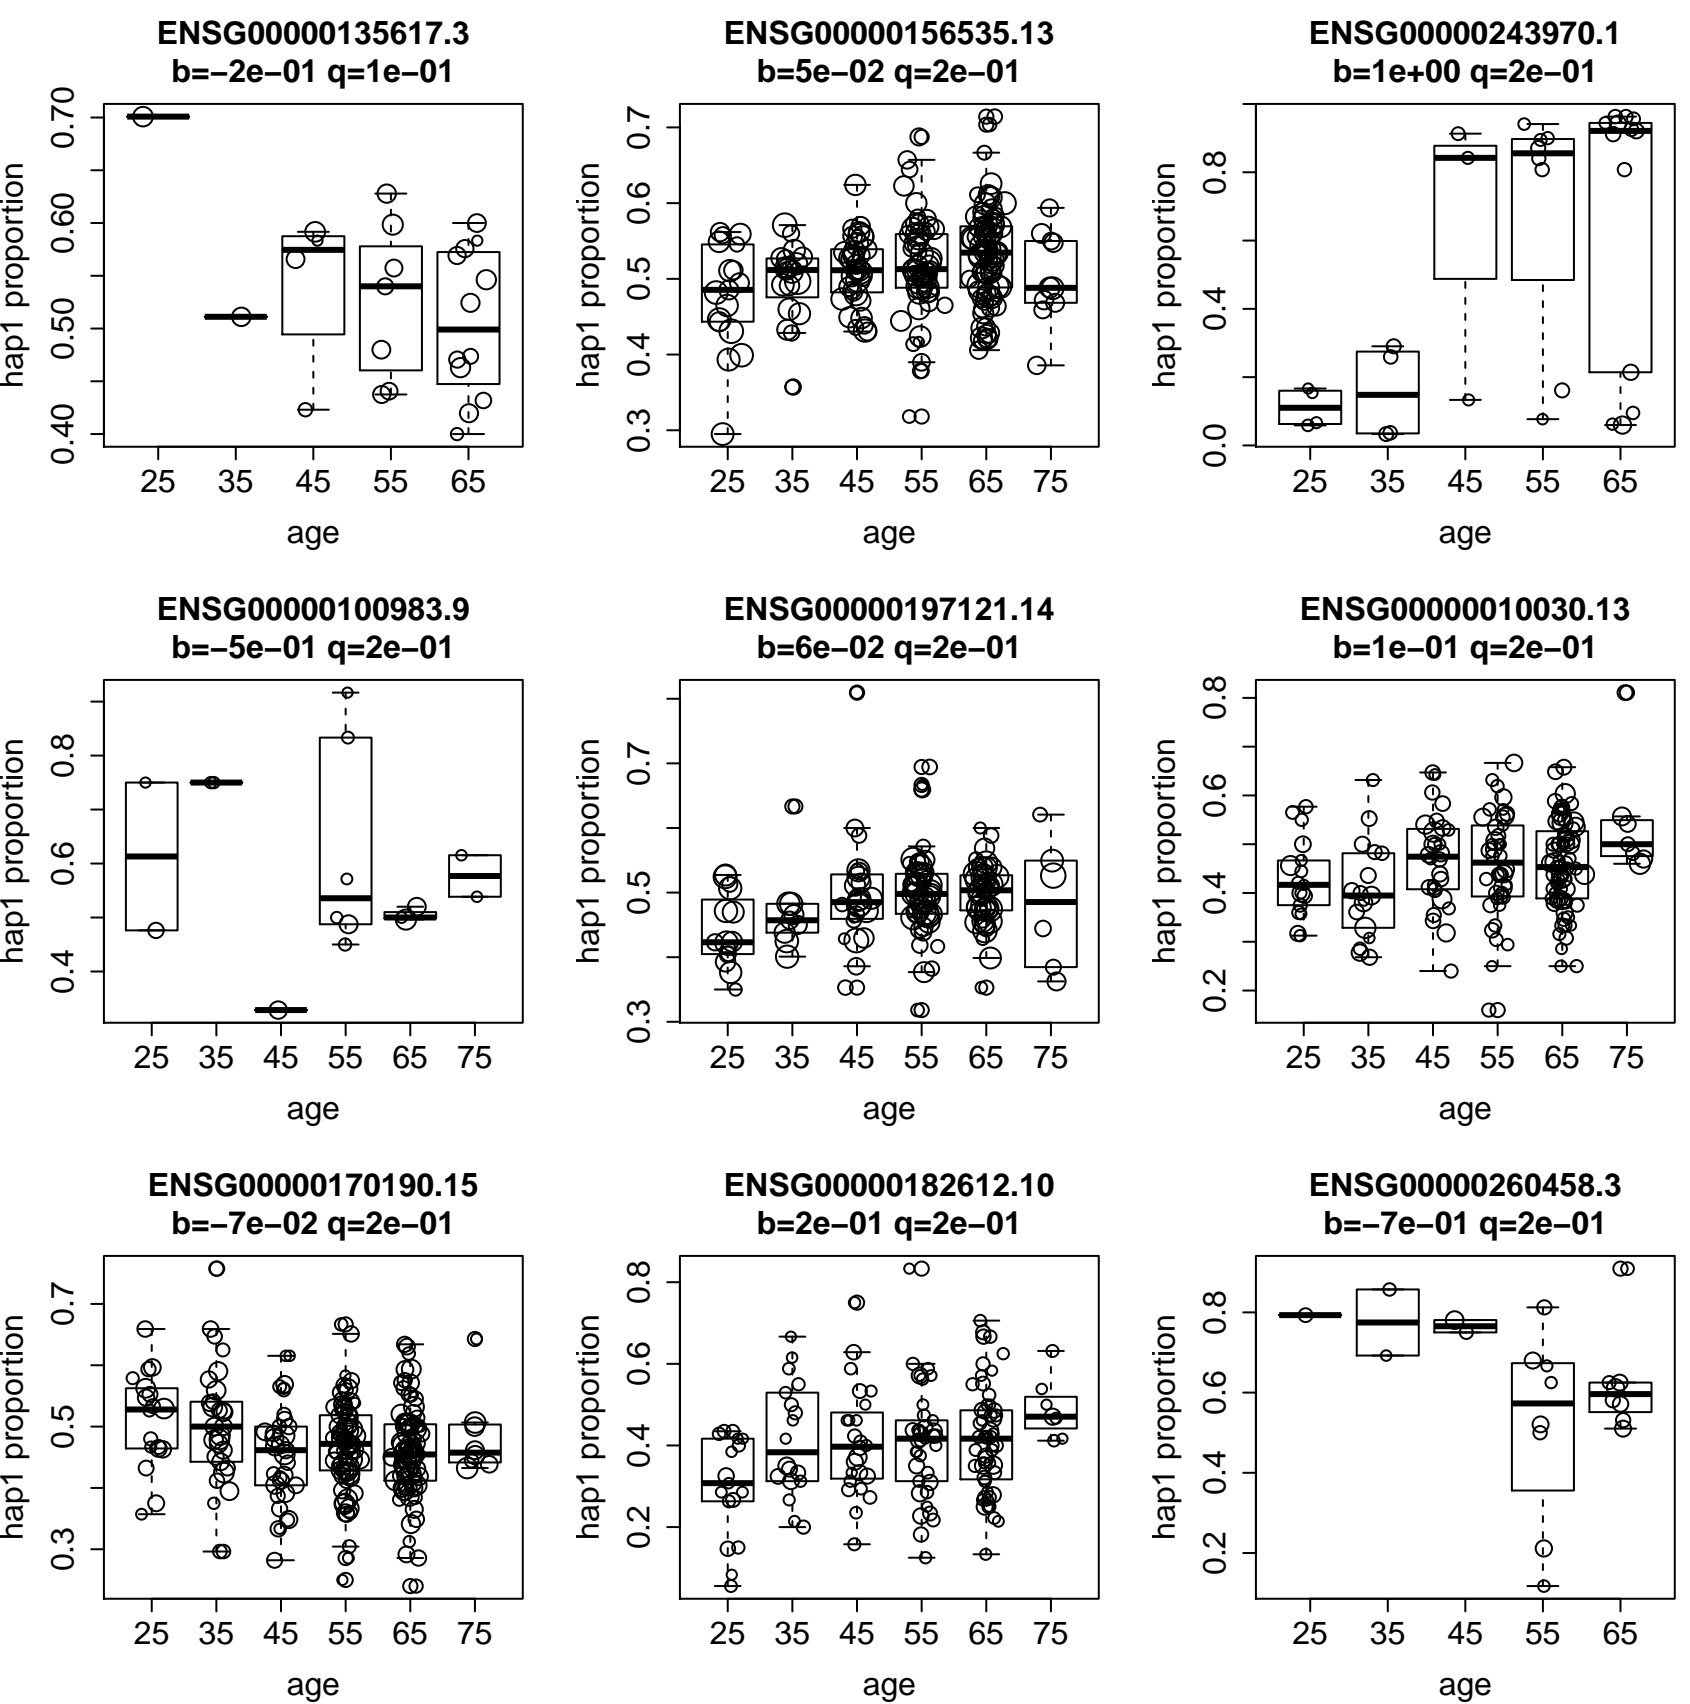 ENSG00000135617.3
b=−2e−01 q=1e−01
hap1 proportion
0.70
0.60
0.50
0.40
25 35 45 55 65
age
ENSG00000156535.13
b=5e−02 q=2e−01
hap1 proportion
0.7
0.6
0.5
0.4
0.3
25 35 45 55 65 75
age
ENSG00000243970.1
b=1e+00 q=2e−01
hap1 proportion
0.8
0.4
0.0
25 35 45 55 65
age
ENSG00000100983.9
b=−5e−01 q=2e−01
hap1 proportion
0.8
0.6
0.4
25 35 45 55 65 75
age
ENSG00000197121.14
b=6e−02 q=2e−01
hap1 proportion
0.7
0.5
0.3
25 35 45 55 65 75
age
ENSG00000010030.13
b=1e−01 q=2e−01
hap1 proportion
0.8
0.6
0.4
0.2
25 35 45 55 65 75
age
ENSG00000170190.15
b=−7e−02 q=2e−01
hap1 proportion
0.7
0.5
0.3
25 35 45 55 65 75
age
ENSG00000182612.10
b=2e−01 q=2e−01
hap1 proportion
0.8
0.6
0.4
0.2
25 35 45 55 65 75
age
ENSG00000260458.3
b=−7e−01 q=2e−01
hap1 proportion
0.8
0.6
0.4
0.2
25 35 45 55 65
age